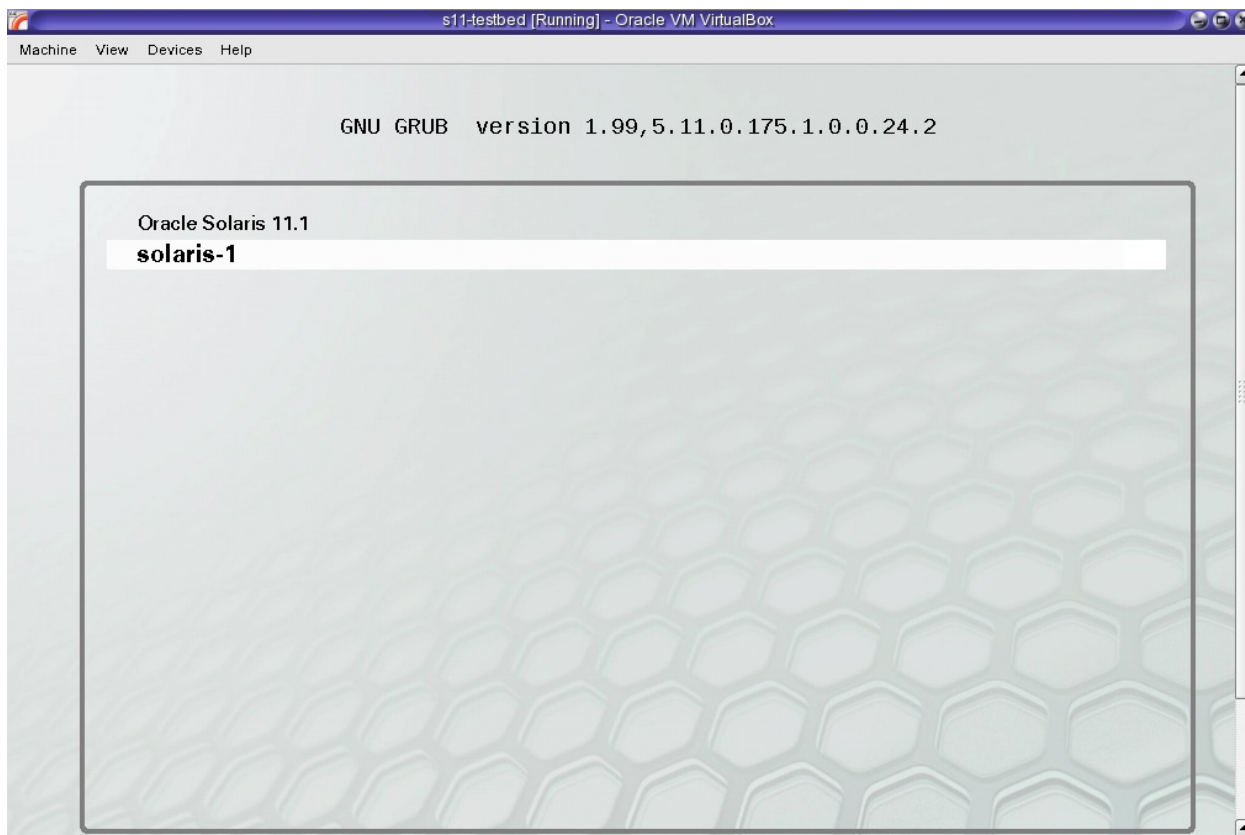 s11-testbed [Running] - Oracle VM VirtualBox
Machine View Devices Help
GNU GRUB version 1.99,5.11.0.175.1.0.0.24.2
Oracle Solaris 11.1
solaris-1